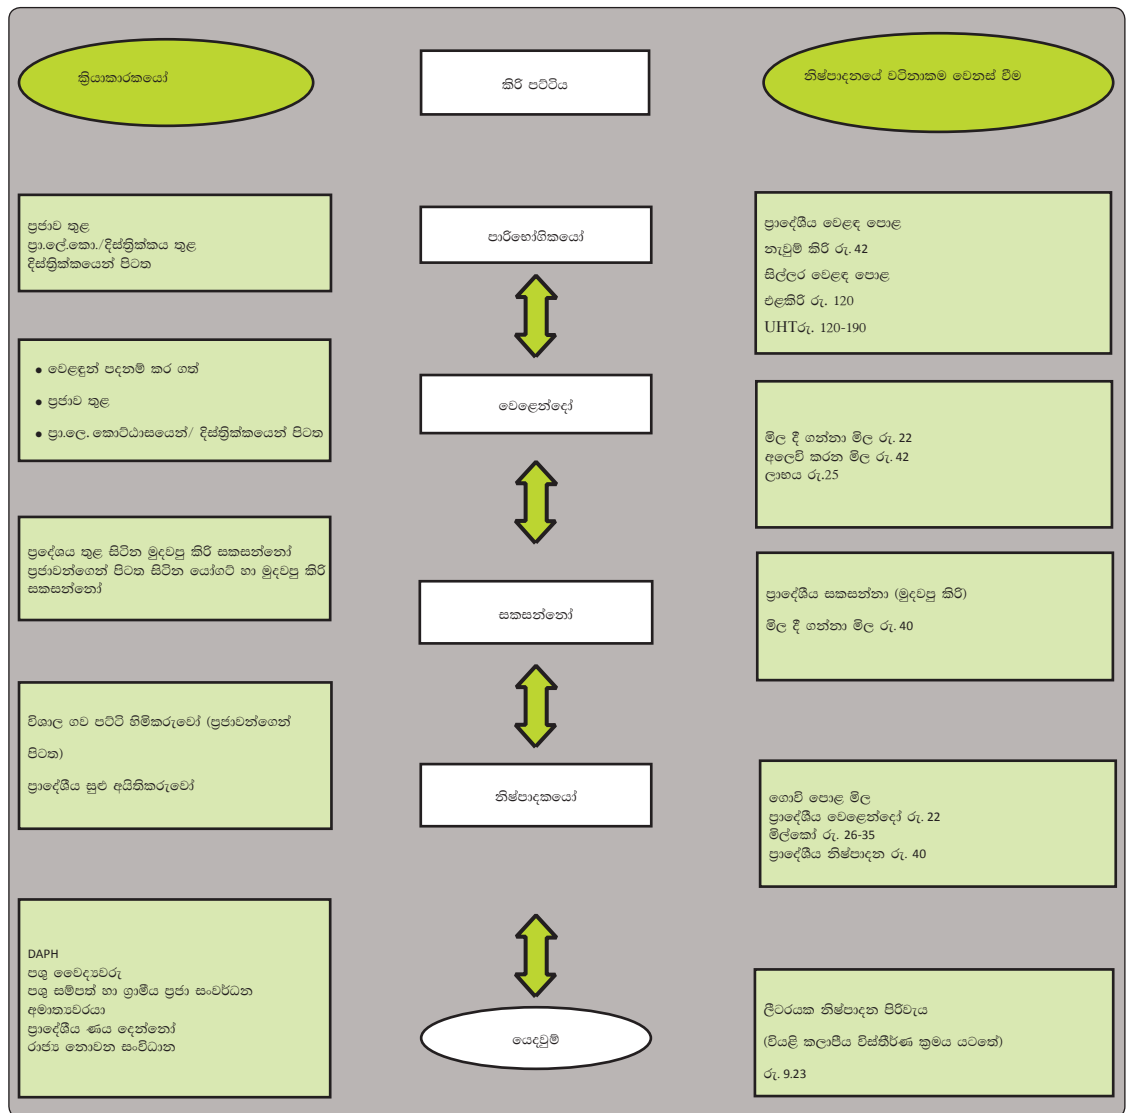 ක්‍රියාකාරකයෝ
කිරි පට්ටිය
නිෂ්පාදනයේ වටිනාකම වෙනස් වීම
ප්‍රජාව තුළ
ප්‍රා.ලේ.කො./දිස්ත්‍රික්කය තුළ
දිස්ත්‍රික්කයෙන් පිටත
පාරිභෝගිකයෝ
ප්‍රාදේශීය වෙළඳ පොළ
නැවුම් කිරි රු. 42
සිල්ලර වෙළඳ පොළ
එළකිරි රු. 120
UHTරු. 120-190
• වෙළඳුන් පදනම් කර ගත්
• ප්‍රජාව තුළ
• ප්‍රා.ලෙ. කොට්ඨාසයෙන්/ දිස්ත්‍රික්කයෙන් පිටත
වෙළෙන්දෝ
මිල දී ගන්නා මිල රු. 22
අලෙවි කරන මිල රු. 42
ලාභය රු.25
ප්‍රදේශය තුළ සිටින මුදවපු කිරි සකසන්නෝ
ප්‍රජාවන්ගෙන් පිටත සිටින යෝගට් හා මුදවපු කිරි
සකසන්නෝ
සකසන්නෝ
ප්‍රාදේශීය සකසන්නා (මුදවපු කිරි)
මිල දී ගන්නා මිල රු. 40
විශාල ගව පට්ටි හිමිකරුවෝ (ප්‍රජාවන්ගෙන්
පිටත)
ප්‍රාදේශීය සුළු අයිතිකරුවෝ
නිෂ්පාදකයෝ
ගොවි පොළ මිල
ප්‍රාදේශීය වෙළෙන්දෝ රු. 22
මිල්කෝ රු. 26-35
ප්‍රාදේශීය නිෂ්පාදන රු. 40
DAPH
පශු වෛද්‍යවරු
පශු සම්පත් හා ග්‍රාමීය ප්‍රජා සංවර්ධන
අමාත්‍යවරයා
ප්‍රාදේශීය ණය දෙන්නෝ
රාජ්‍ය නොවන සංවිධාන
යෙදවුම්
ලීටරයක නිෂ්පාදන පිරිවැය
(වියළි කලාපීය විස්තීර්ණ ක්‍රමය යටතේ)
රු. 9.23